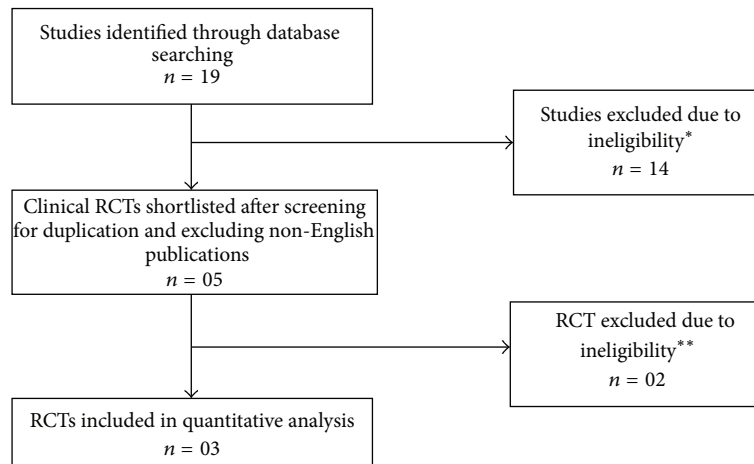 Studies identified through database
searching
n = 19
Studies excluded due to
ineligibility*
n = 14
Clinical RCTs shortlisted after screening
for duplication and excluding non-English
publications
n = 05
RCT excluded due to
ineligibility**
n = 02
RCTs included in quantitative analysis
n = 03